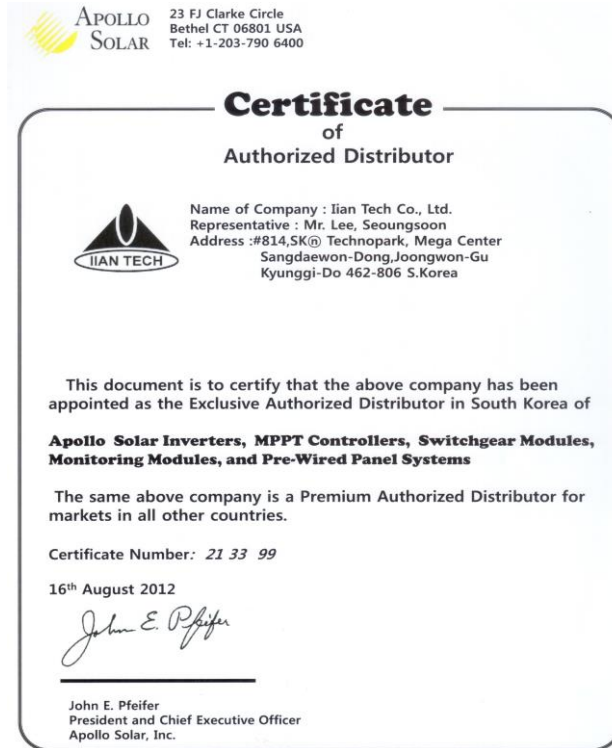 APOLLO
SOLAR
23 FJ Clarke Circle
Bethel CT 06801 USA
Tel: +1-203-790 6400
Certificate
of
Authorized Distributor
IIAN TECH
Name of Company : Iian Tech Co., Ltd.
Representative : Mr. Lee, Seoungsoon
Address :#814,SKⓝ Technopark, Mega Center
Sangdaewon-Dong,Joongwon-Gu
Kyunggi-Do 462-806 S.Korea
This document is to certify that the above company has been
appointed as the Exclusive Authorized Distributor in South Korea of
Apollo Solar Inverters, MPPT Controllers, Switchgear Modules,
Monitoring Modules, and Pre-Wired Panel Systems
The same above company is a Premium Authorized Distributor for
markets in all other countries.
Certificate Number: 21 33 99
16th August 2012
John E. Pfeifer
John E. Pfeifer
President and Chief Executive Officer
Apollo Solar, Inc.